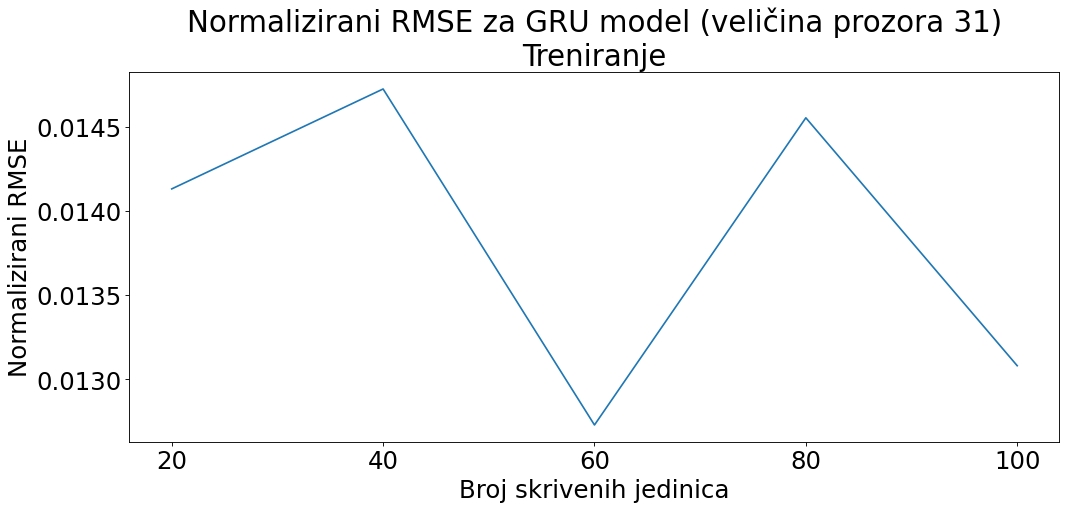 Normalizirani RMSE za GRU model (veličina prozora 31)
Treniranje
Normalizirani RMSE
0.0145
0.0140
0.0135
0.0130
20 40 60 80 100
Broj skrivenih jedinica